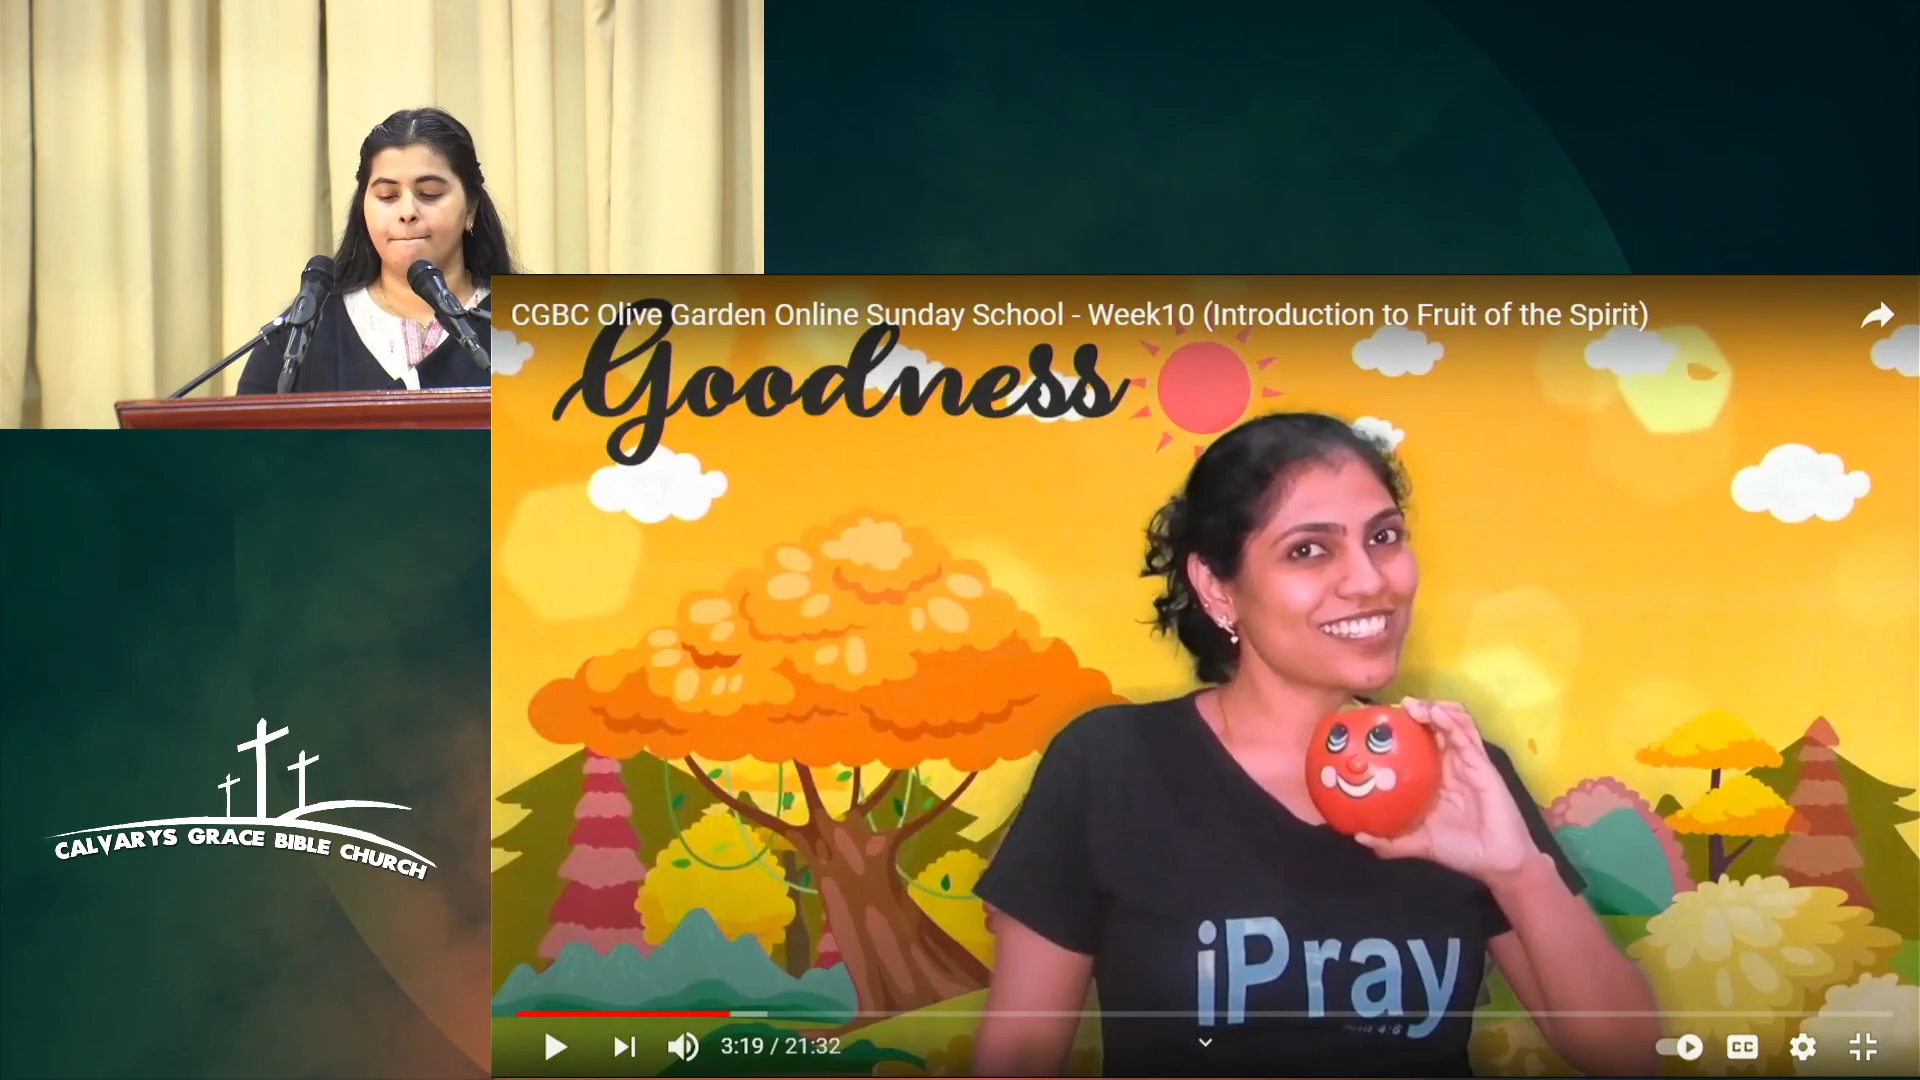 CGBC Olive Garden Online Sunday School - Week10 (Introduction to Fruit of the Spirit)
Goodness
CALVARYS GRACE BIBLE CHURCH
iPray
3:19 / 21:32
CC